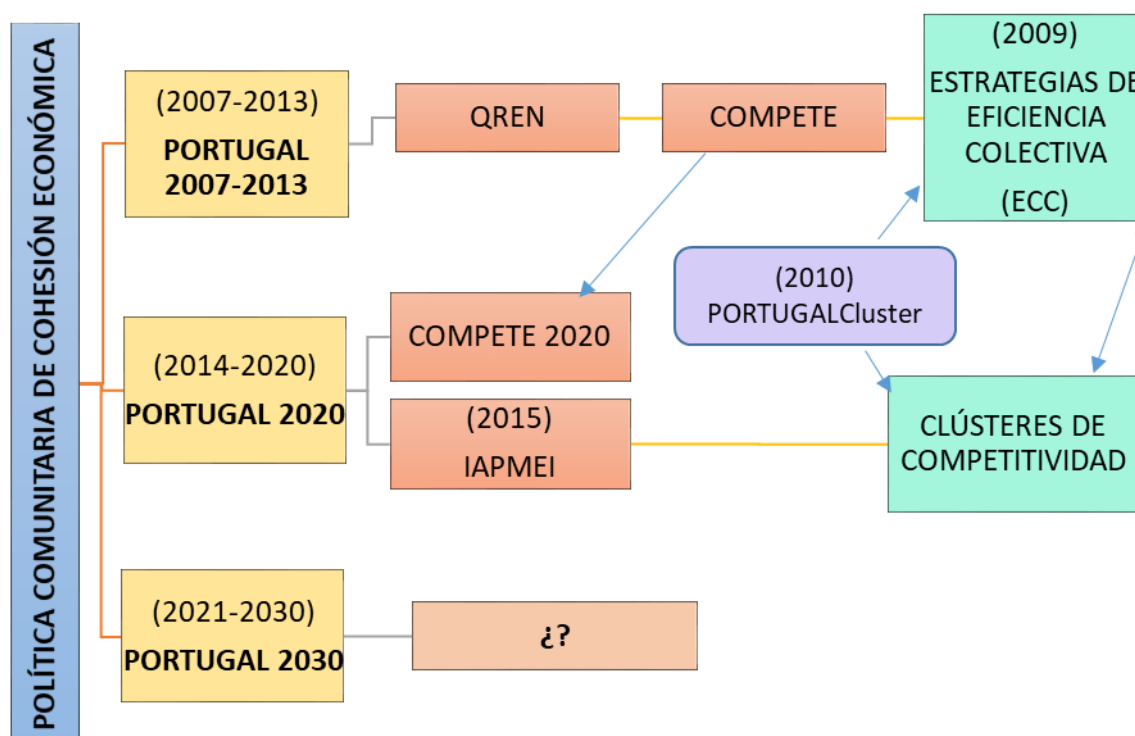 POLÍTICA COMUNITARIA DE COHESIÓN ECONÓMICA
(2007-2013)
PORTUGAL
2007-2013
QREN
COMPETE
(2009)
ESTRATEGIAS DE
EFICIENCIA
COLECTIVA
(ECC)
(2010)
PORTUGALCluster
(2014-2020)
PORTUGAL 2020
COMPETE 2020
(2015)
IAPMEI
CLÚSTERES DE
COMPETITIVIDAD
(2021-2030)
PORTUGAL 2030
¿?